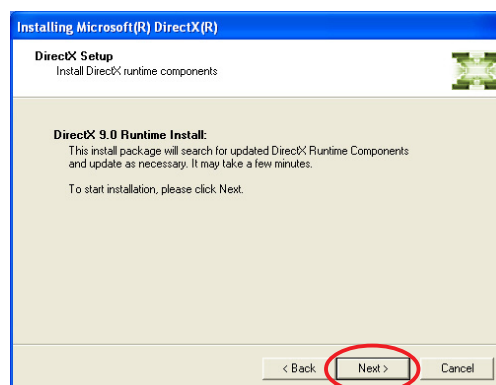 Installing Microsoft(R) DirectX(R)
DirectX Setup
Install DirectX runtime components
DirectX 9.0 Runtime Install:
This install package will search for updated DirectX Runtime Components
and update as necessary. It may take a few minutes.
To start installation, please click Next.
< Back
Next >
Cancel